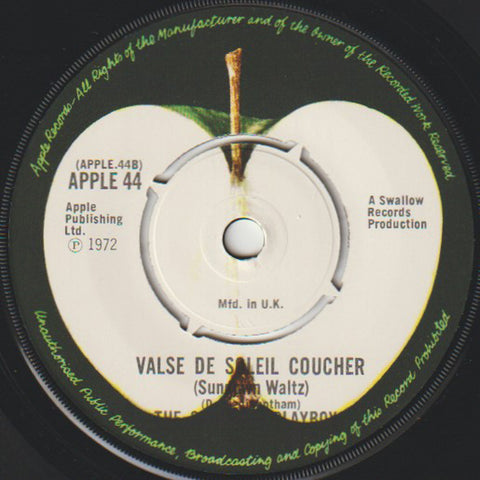 Apple Records-All Rights of the Manufacturer and of the Owner of the Recorded Work Reserved
(APPLE.44B)
APPLE 44
Apple
Publishing
Ltd.
Ⓟ 1972
A Swallow
Records
Production
Mfd. in U.K.
VALSE DE SOLEIL COUCHER
Waltz)
THE
Unauthorised Public Performance, Broadcasting and Copying of this Record Prohibited